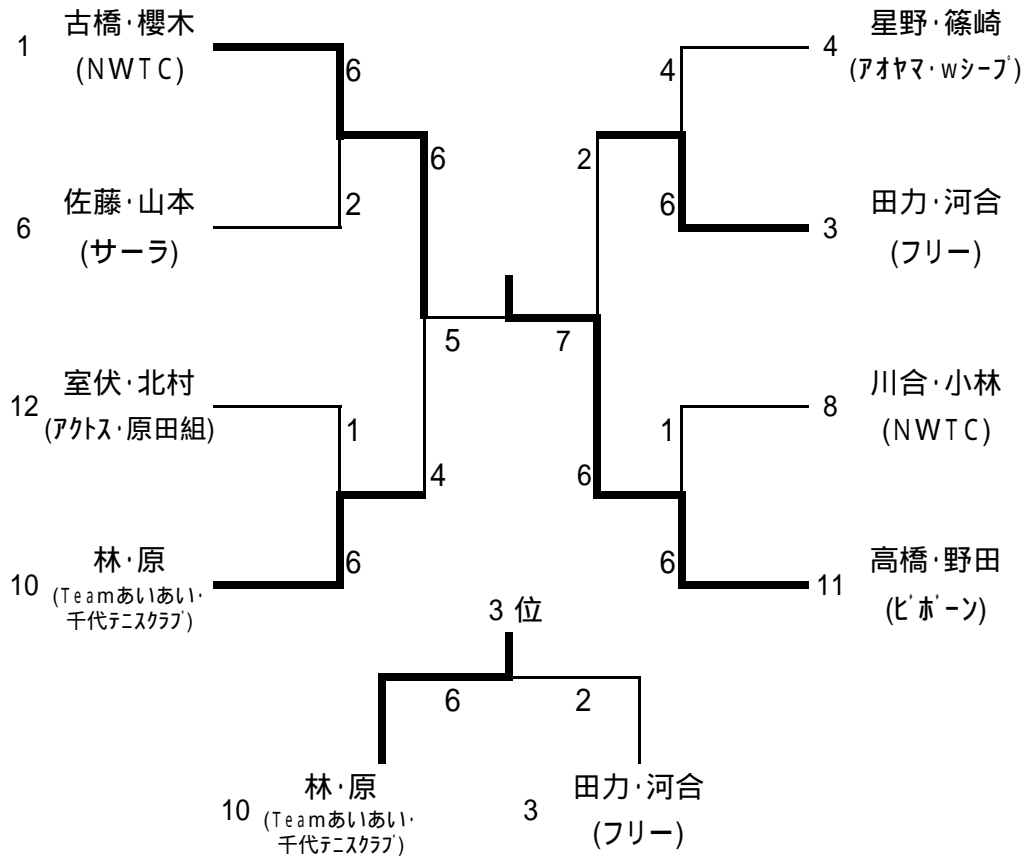 古橋・櫻木
1
(NWTC)
6
6
佐藤・山本
2
6
(サーラ)
5
室伏・北村
12
(ｱｸﾄｽ・原田組)
1
4
林・原
6
10
(Teamあいあい・
千代ﾃﾆｽｸﾗﾌﾞ)
星野・篠崎
4
4
(ｱｵﾔﾏ・wｼｰﾌﾟ)
2
田力・河合
6
3
(フリー)
7
川合・小林
8
1
(NWTC)
6
高橋・野田
6
11
(ﾋﾟﾎﾞｰﾝ)
3 位
6
2
林・原
10
(Teamあいあい・
千代ﾃﾆｽｸﾗﾌﾞ)
田力・河合
3
(フリー)